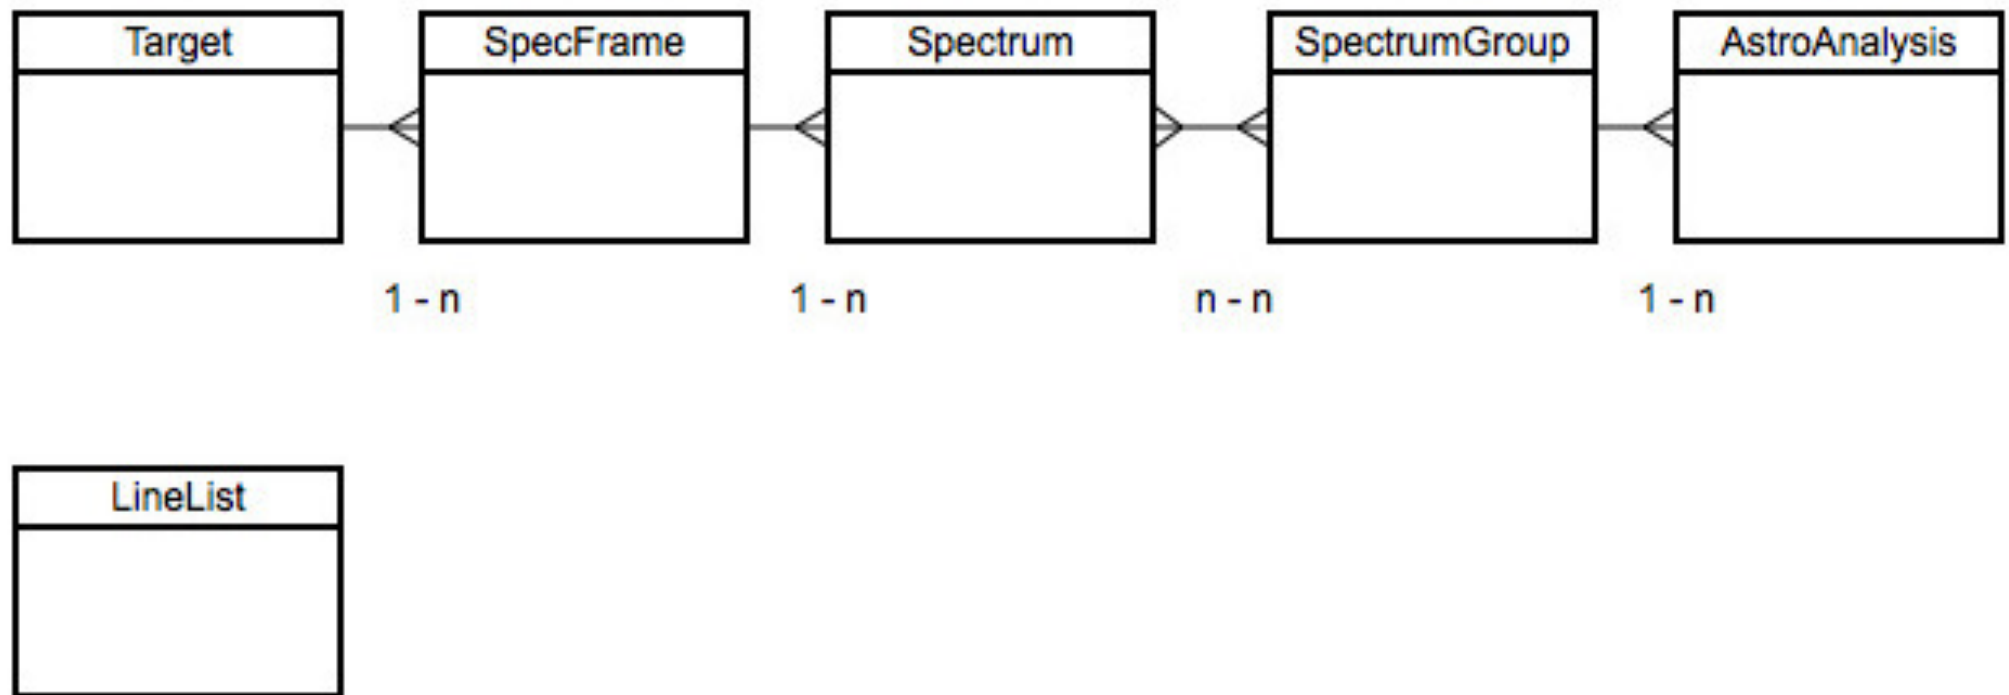 Target
SpecFrame
Spectrum
SpectrumGroup
AstroAnalysis
1 - n
1 - n
n - n
1 - n
LineList